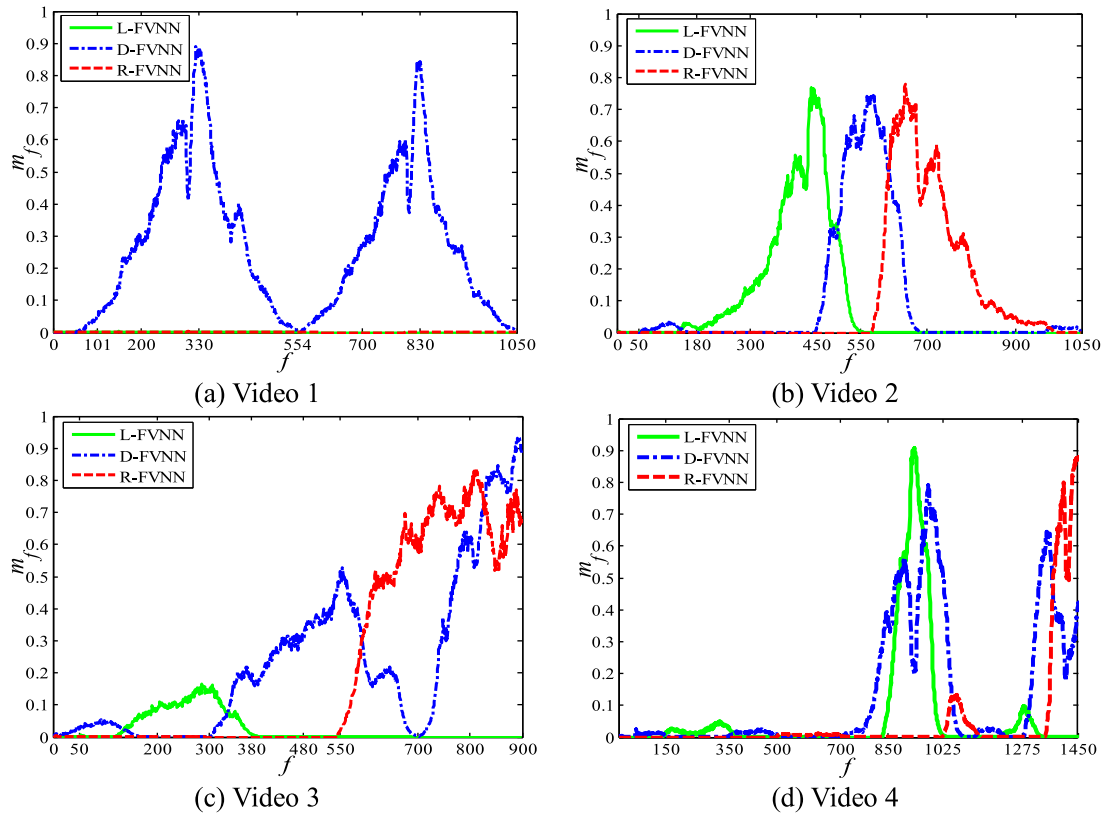 1
0.9
0.8
0.7
0.6
0.5
0.4
0.3
0.2
0.1
0
m_f
L-FVNN
D-FVNN
R-FVNN
0 101 200 330 554 700 830 1050
f
(a) Video 1
1
0.9
0.8
0.7
0.6
0.5
0.4
0.3
0.2
0.1
0
m_f
L-FVNN
D-FVNN
R-FVNN
0 50 180 300 450 550 700 900 1050
f
(b) Video 2
1
0.9
0.8
0.7
0.6
0.5
0.4
0.3
0.2
0.1
0
m_f
L-FVNN
D-FVNN
R-FVNN
0 50 200 300 380 480 550 700 800 900
f
(c) Video 3
1
0.9
0.8
0.7
0.6
0.5
0.4
0.3
0.2
0.1
0
m_f
L-FVNN
D-FVNN
R-FVNN
150 350 500 700 850 1025 1275 1450
f
(d) Video 4